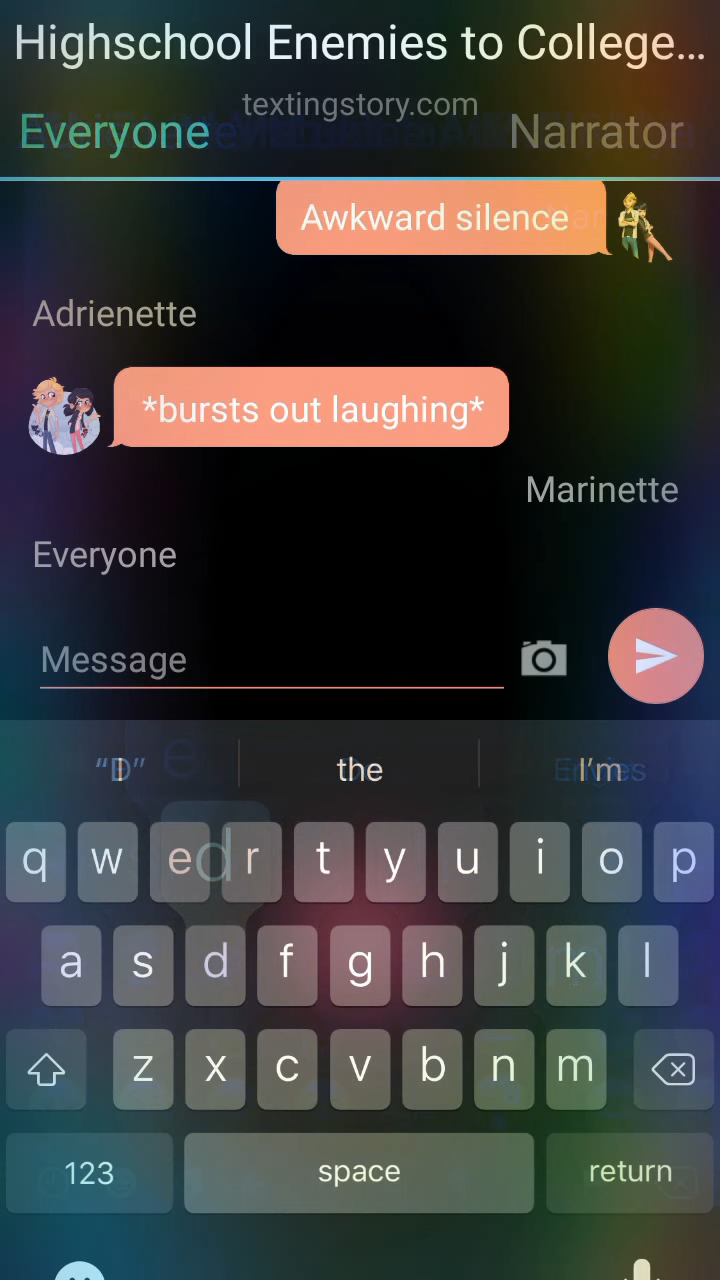 Highschool Enemies to College...
textingstory.com
Everyone
Narrator
Awkward silence
Adrienette
*bursts out laughing*
Marinette
Everyone
Message
the
I'm
q w e d r t y u i o p
a s d f g h j k l
z x c v b n m
123 space return